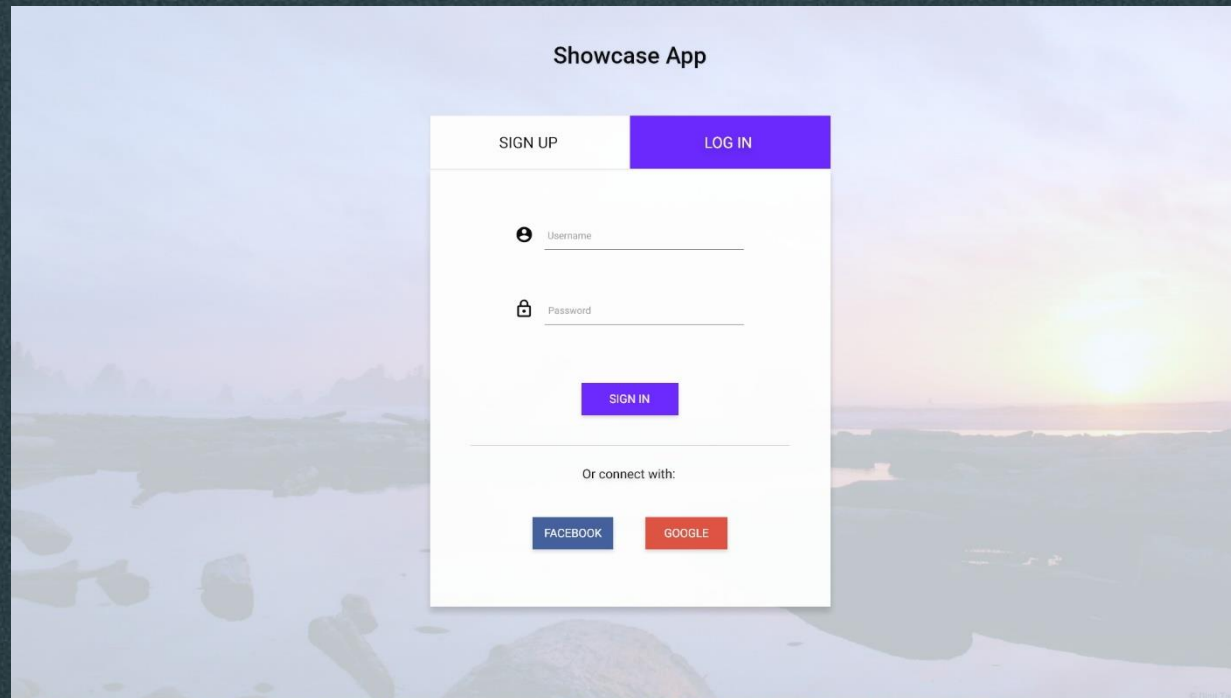 Showcase App
SIGN UP LOG IN
Username
Password
SIGN IN
Or connect with:
FACEBOOK GOOGLE